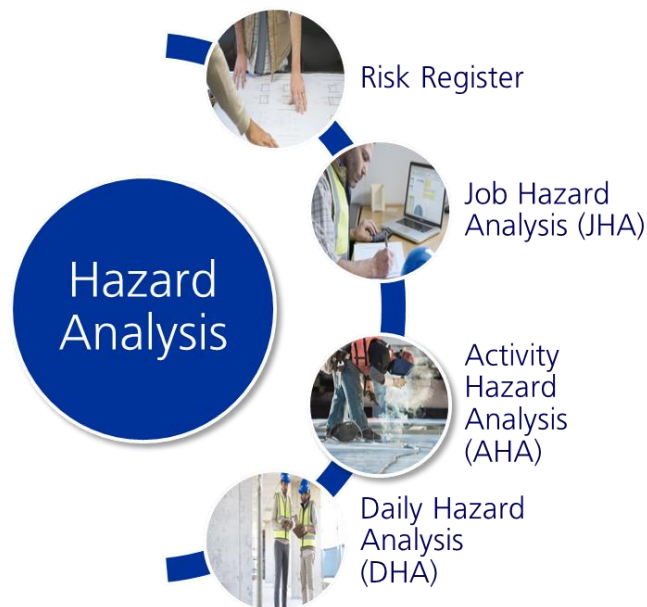 Risk Register
Job Hazard
Analysis (JHA)
Hazard
Analysis
Activity
Hazard
Analysis
(AHA)
Daily Hazard
Analysis
(DHA)